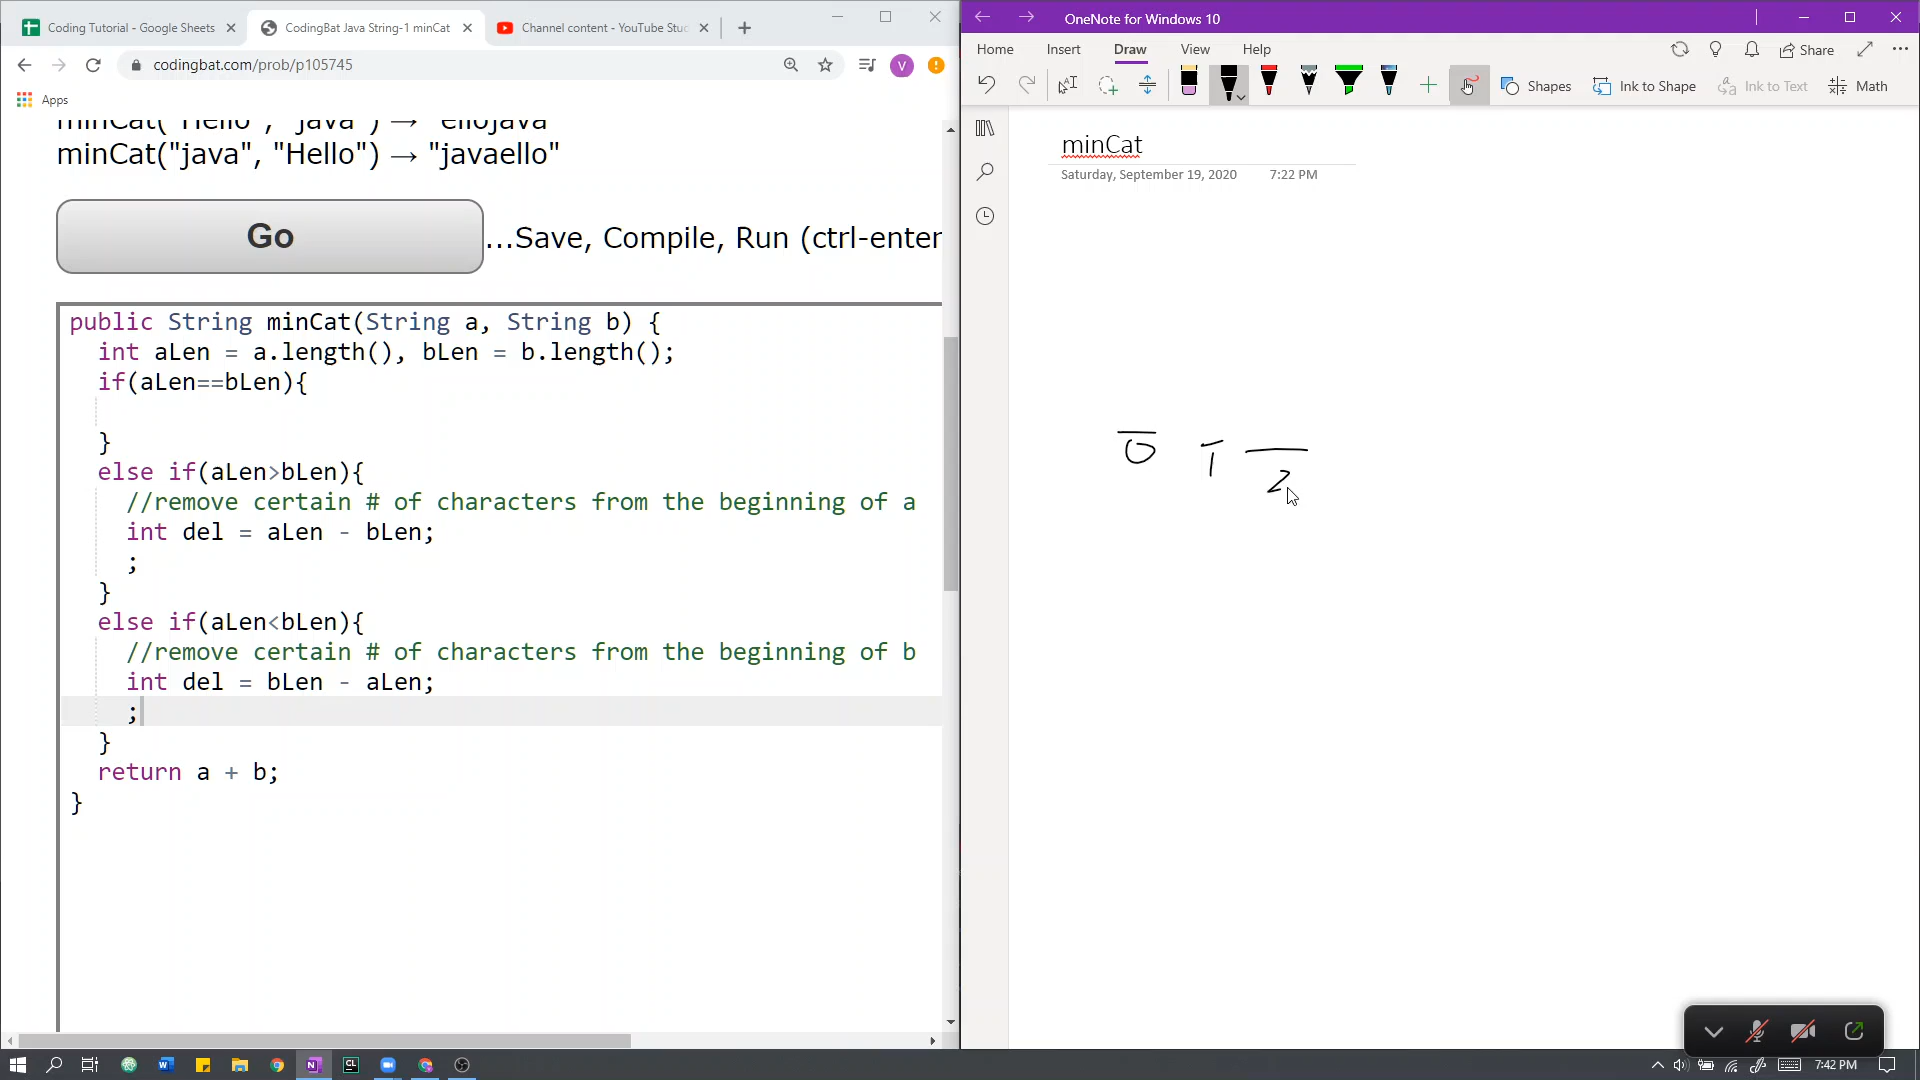 Coding Tutorial - Google Sheets
CodingBat Java String-1 minCat
Channel content - YouTube Stu
codingbat.com/prob/p105745
V
Apps
minCat("Hello", "java") → "ellojava"
minCat("java", "Hello") → "javaello"
Go
...Save, Compile, Run (ctrl-enter
public String minCat(String a, String b) {
int aLen = a.length(), bLen = b.length();
if(aLen==bLen){
}
else if(aLen>bLen){
//remove certain # of characters from the beginning of a
int del = aLen - bLen;
;
}
else if(aLen<bLen){
//remove certain # of characters from the beginning of b
int del = bLen - aLen;
;
}
return a + b;
}
OneNote for Windows 10
Home Insert Draw View Help
Share
Shapes
Ink to Shape
Ink to Text
Math
minCat
Saturday, September 19, 2020 7:22 PM
0 1 2
7:42 PM